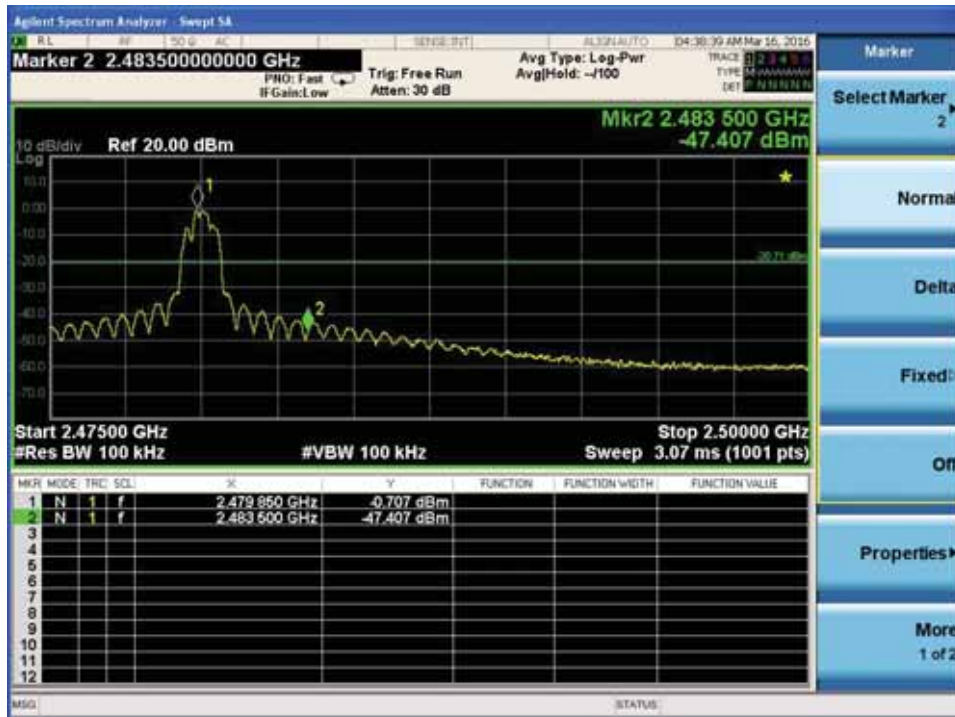 Agilent Spectrum Analyzer - Swept SA
RL RF 50 Ω AC SENSE:INT ALIGNAUTO 04:38:39 AM Mar 16, 2016
Marker 2 2.483500000000 GHz
PNO: Fast
IFGain:Low
Trig: Free Run
Atten: 30 dB
Avg Type: Log-Pwr
Avg|Hold: --/100
TRACE 1 2 3 4 5 6
TYPE M
DET P N N N N N
Mkr2 2.483 500 GHz
-47.407 dBm
10 dB/div Ref 20.00 dBm
Log
10.0
0.00
-10.0
-20.0
-30.0
-40.0
-50.0
-60.0
-70.0
1
2
-20.71 dBm
Start 2.47500 GHz Stop 2.50000 GHz
#Res BW 100 kHz #VBW 100 kHz Sweep 3.07 ms (1001 pts)
MKR MODE TRC SCL X Y FUNCTION FUNCTION WIDTH FUNCTION VALUE
1 N 1 f 2.479 850 GHz -0.707 dBm
2 N 1 f 2.483 500 GHz -47.407 dBm
3
4
5
6
7
8
9
10
11
12
MSG STATUS
Marker
Select Marker
2
Normal
Delta
Fixed
Off
Properties
More
1 of 2